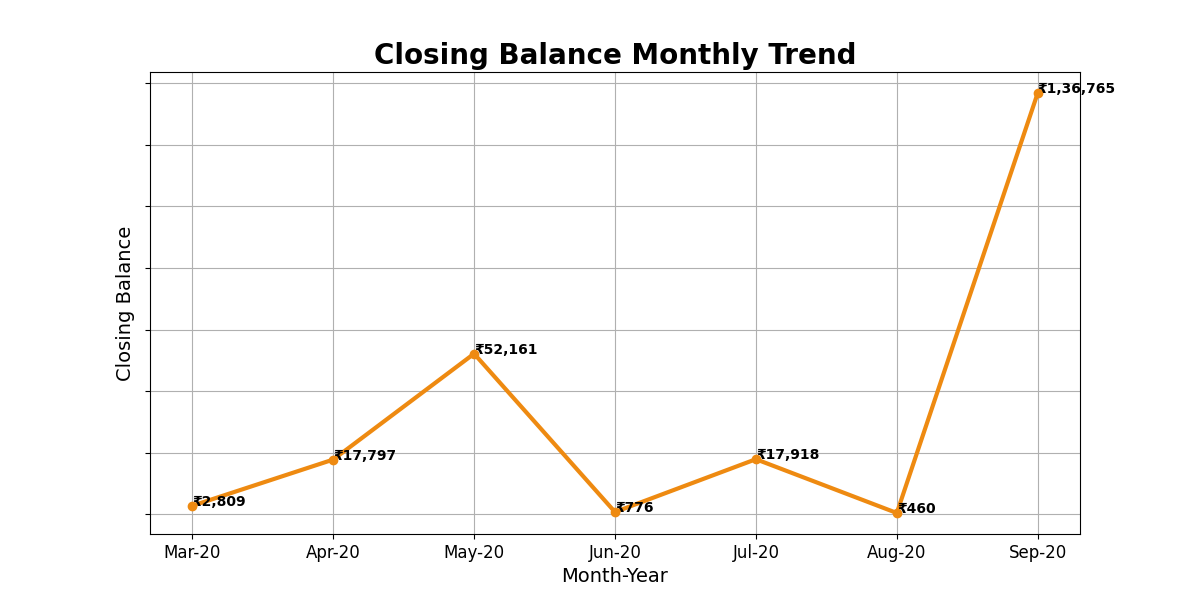 Closing Balance Monthly Trend
₹1,36,765
₹52,161
₹17,797
₹17,918
₹2,809
₹776
₹460
Closing Balance
Mar-20 Apr-20 May-20 Jun-20 Jul-20 Aug-20 Sep-20
Month-Year